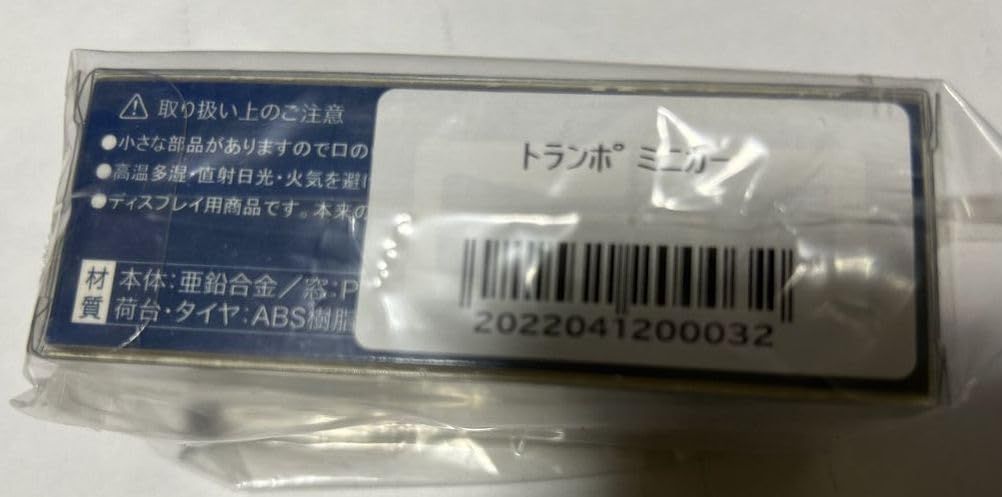 ⚠ 取り扱い上のご注意
●小さな部品がありますので口の
●高温多湿・直射日光・火気を避け
●ディスプレイ用商品です。本来の
材質
本体:亜鉛合金/窓:P
荷台・タイヤ:ABS樹脂
トランポ ミニカー
2022041200032